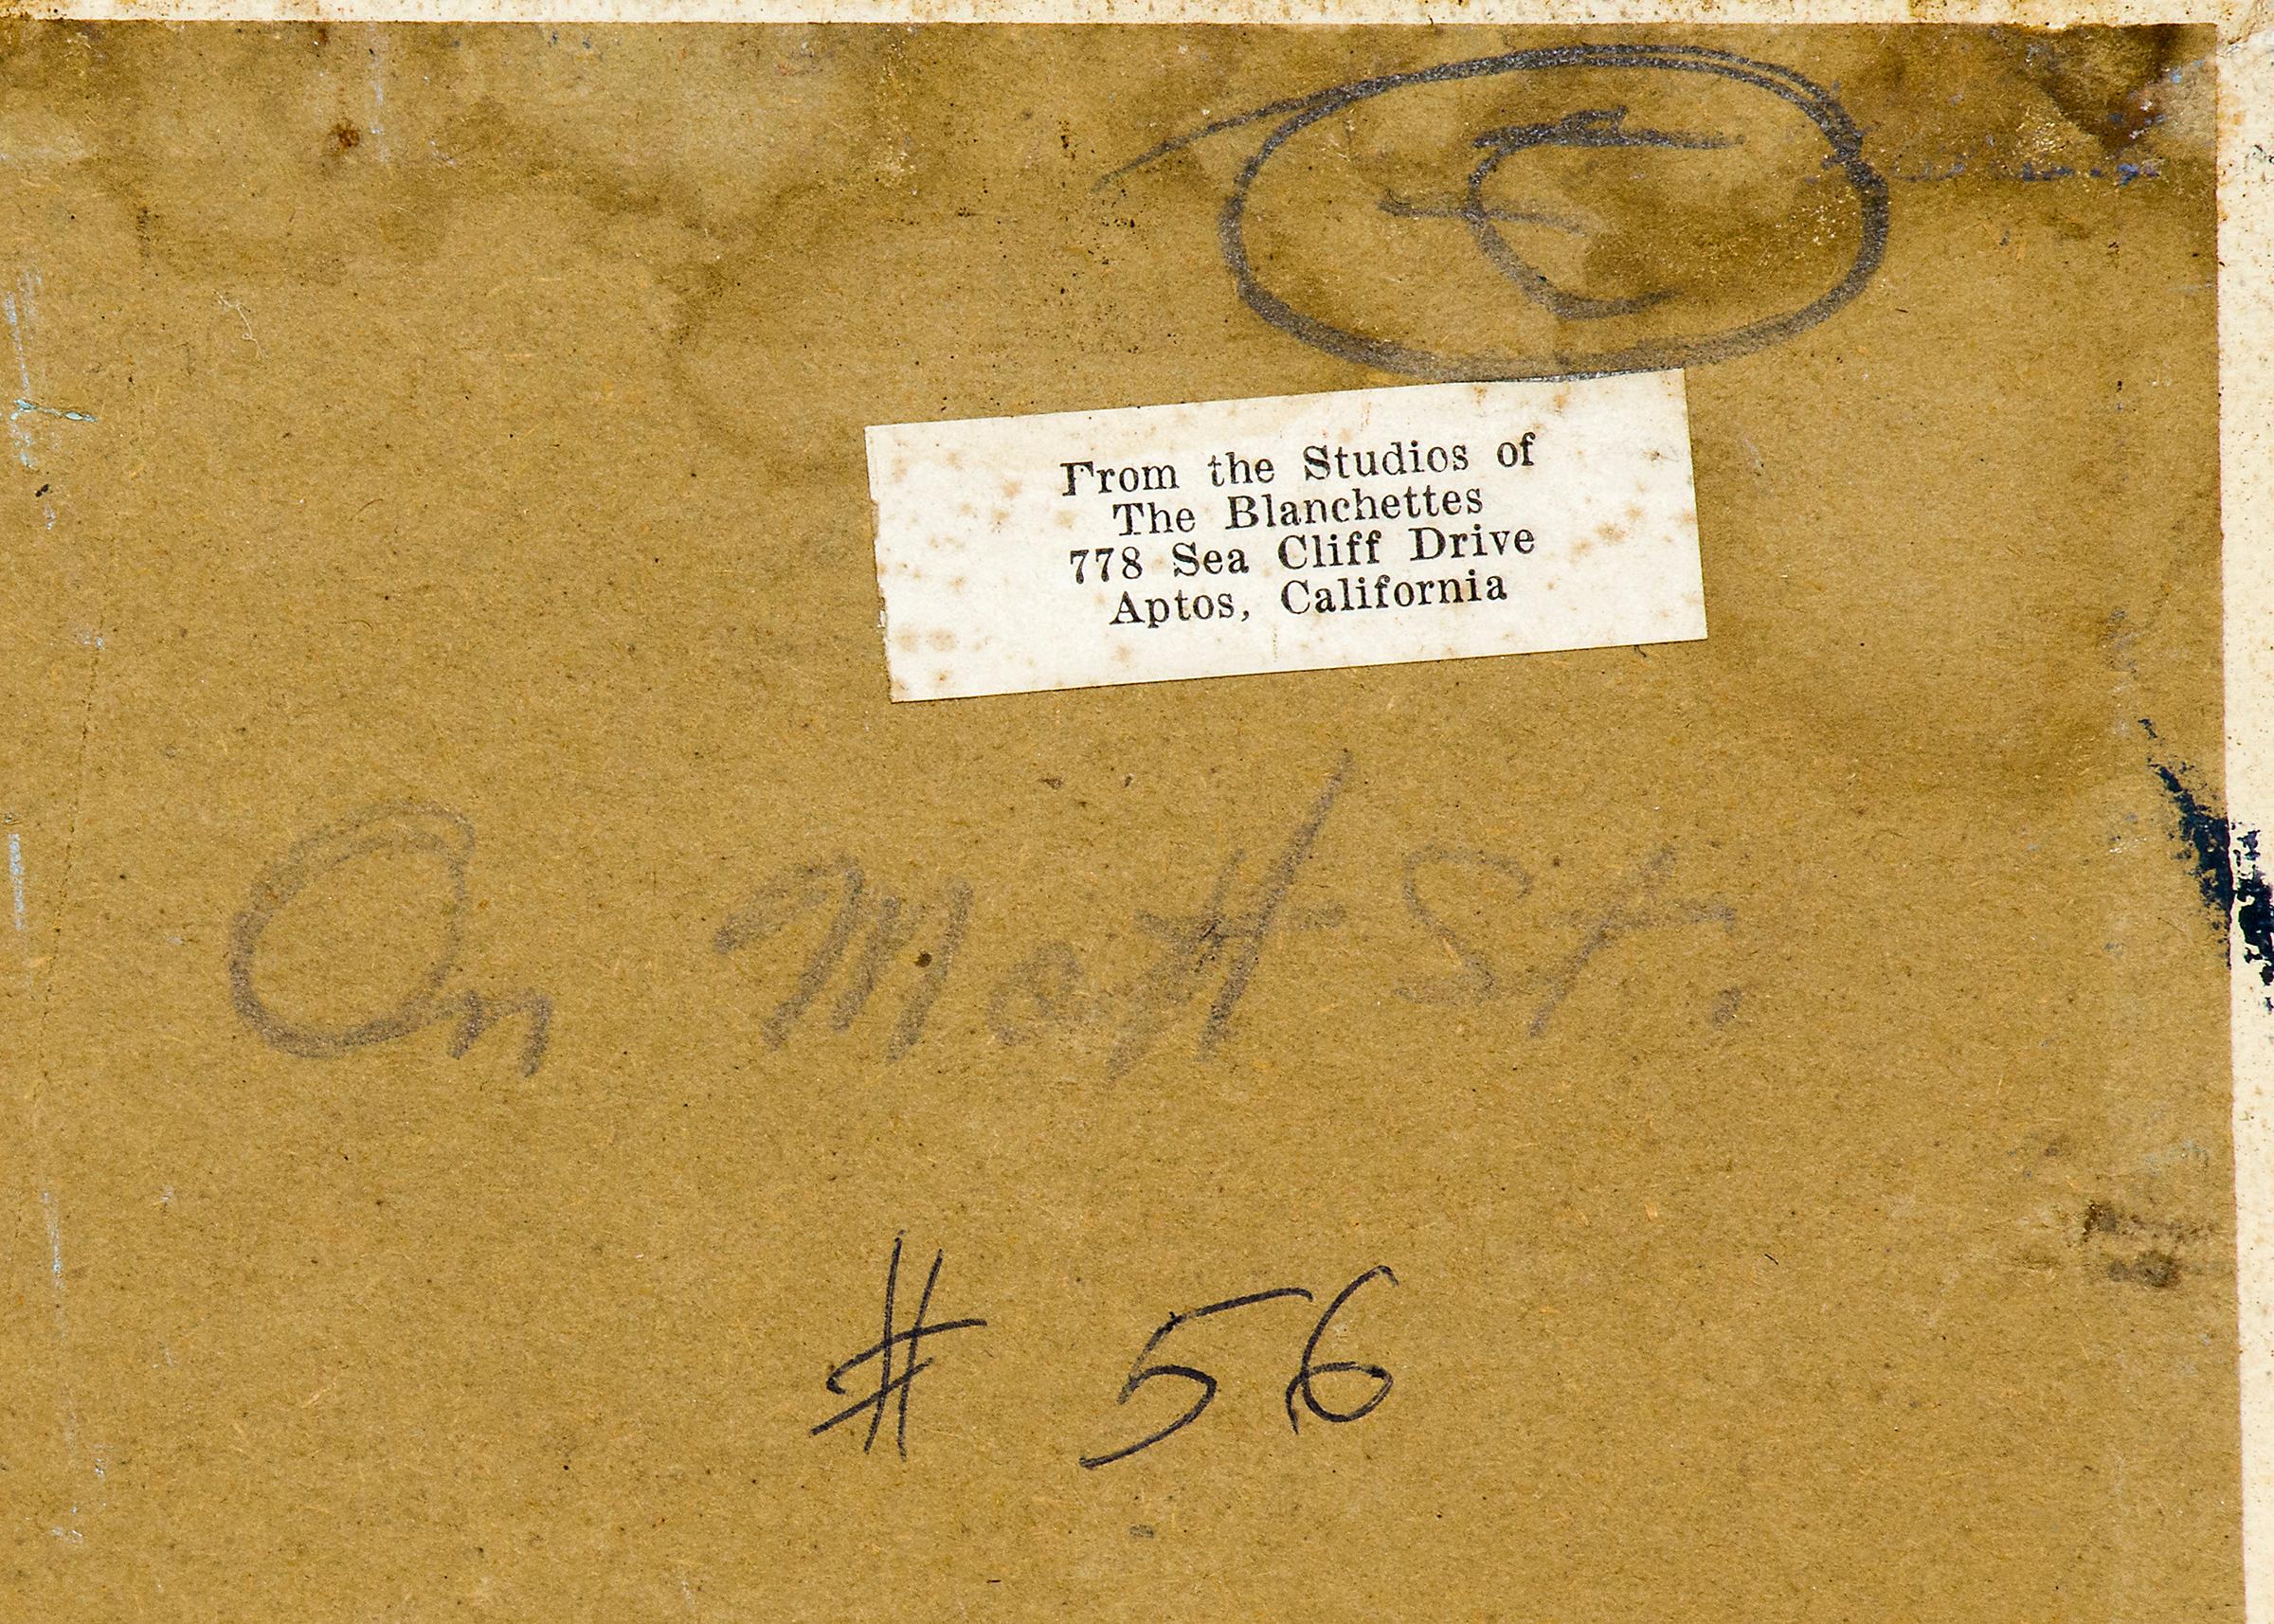 From the Studios of
The Blanchettes
778 Sea Cliff Drive
Aptos, California
On Mott St.
# 56